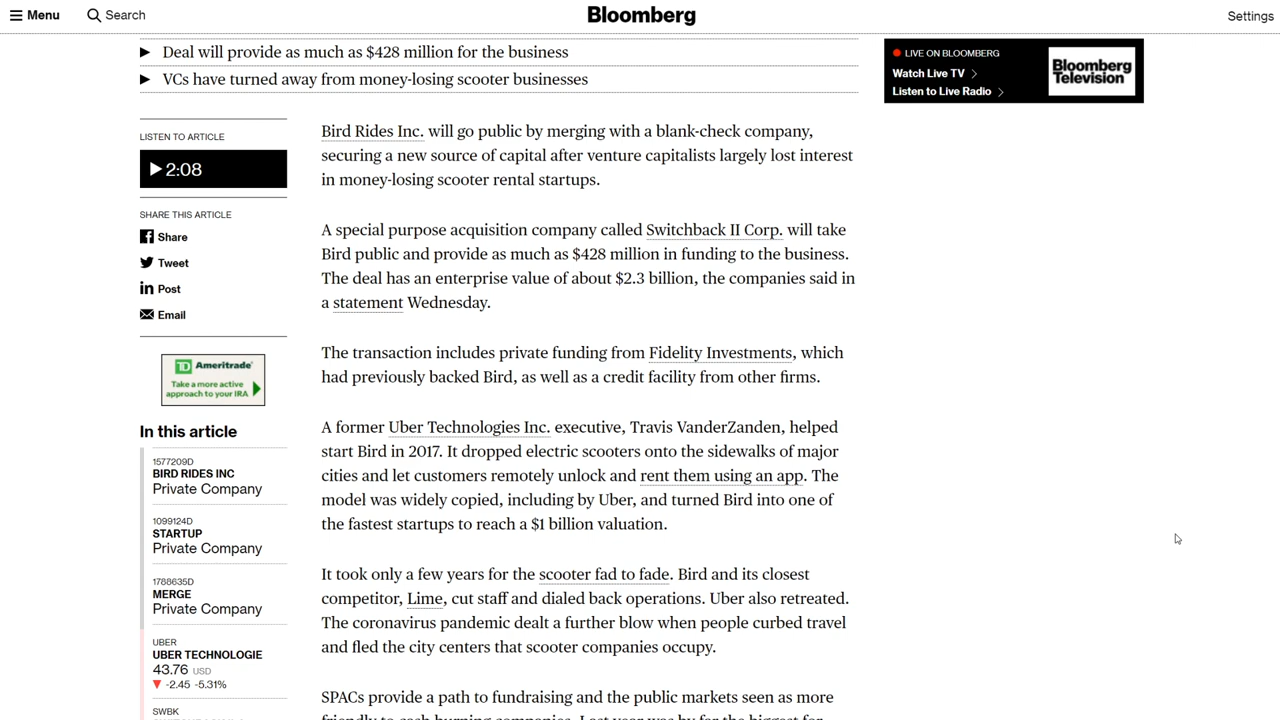 Menu
Search
Bloomberg
Settings
Deal will provide as much as $428 million for the business
VCs have turned away from money-losing scooter businesses
LIVE ON BLOOMBERG
Watch Live TV
Listen to Live Radio
Bloomberg
Television
LISTEN TO ARTICLE
2:08
SHARE THIS ARTICLE
Share
Tweet
Post
Email
TD Ameritrade
Take a more active
approach to your IRA
In this article
1577209D
BIRD RIDES INC
Private Company
1099124D
STARTUP
Private Company
1788635D
MERGE
Private Company
UBER
UBER TECHNOLOGIE
43.76 USD
-2.45 -5.31%
SWBK
Bird Rides Inc. will go public by merging with a blank-check company,
securing a new source of capital after venture capitalists largely lost interest
in money-losing scooter rental startups.
A special purpose acquisition company called Switchback II Corp. will take
Bird public and provide as much as $428 million in funding to the business.
The deal has an enterprise value of about $2.3 billion, the companies said in
a statement Wednesday.
The transaction includes private funding from Fidelity Investments, which
had previously backed Bird, as well as a credit facility from other firms.
A former Uber Technologies Inc. executive, Travis VanderZanden, helped
start Bird in 2017. It dropped electric scooters onto the sidewalks of major
cities and let customers remotely unlock and rent them using an app. The
model was widely copied, including by Uber, and turned Bird into one of
the fastest startups to reach a $1 billion valuation.
It took only a few years for the scooter fad to fade. Bird and its closest
competitor, Lime, cut staff and dialed back operations. Uber also retreated.
The coronavirus pandemic dealt a further blow when people curbed travel
and fled the city centers that scooter companies occupy.
SPACs provide a path to fundraising and the public markets seen as more
friendly to cash-burning companies. Last year was by far the biggest for